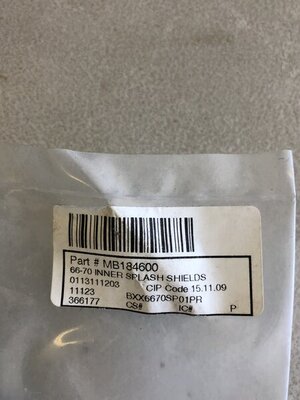 Part # MB184600
66-70 INNER SPLASH SHIELDS
0113111203 CIP Code 15.11.09
11123 BXX6670SP01PR
366177 CS# IC# P